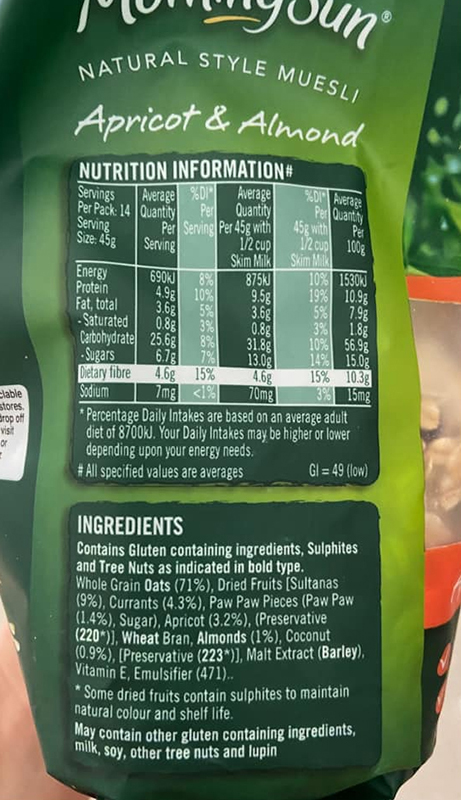 MorningSun®
NATURAL STYLE MUESLI
Apricot & Almond
NUTRITION INFORMATION#
Servings Per Pack: 14 Serving Size: 45g | Average Quantity Per Serving | %DI* Per Serving | Average Quantity Per 45g with 1/2 cup Skim Milk | %DI* Per 45g with 1/2 cup Skim Milk | Average Quantity Per 100g
Energy 690kJ 8% 875kJ 10% 1530kJ
Protein 4.9g 10% 9.5g 19% 10.9g
Fat, total 3.6g 5% 3.6g 5% 7.9g
- Saturated 0.8g 3% 0.8g 3% 1.8g
Carbohydrate 25.6g 8% 31.8g 10% 56.9g
- Sugars 6.7g 7% 13.0g 14% 15.0g
Dietary fibre 4.6g 15% 4.6g 15% 10.3g
Sodium 7mg <1% 70mg 3% 15mg
* Percentage Daily Intakes are based on an average adult
diet of 8700kJ. Your Daily Intakes may be higher or lower
depending upon your energy needs.
# All specified values are averages GI = 49 (low)
INGREDIENTS
Contains Gluten containing ingredients, Sulphites
and Tree Nuts as indicated in bold type.
Whole Grain Oats (71%), Dried Fruits [Sultanas
(9%), Currants (4.3%), Paw Paw Pieces (Paw Paw
(1.4%), Sugar), Apricot (3.2%), (Preservative
(220*)], Wheat Bran, Almonds (1%), Coconut
(0.9%), [Preservative (223*)], Malt Extract (Barley),
Vitamin E, Emulsifier (471)..
* Some dried fruits contain sulphites to maintain
natural colour and shelf life.
May contain other gluten containing ingredients,
milk, soy, other tree nuts and lupin
clable
stores.
drop off
visit
or